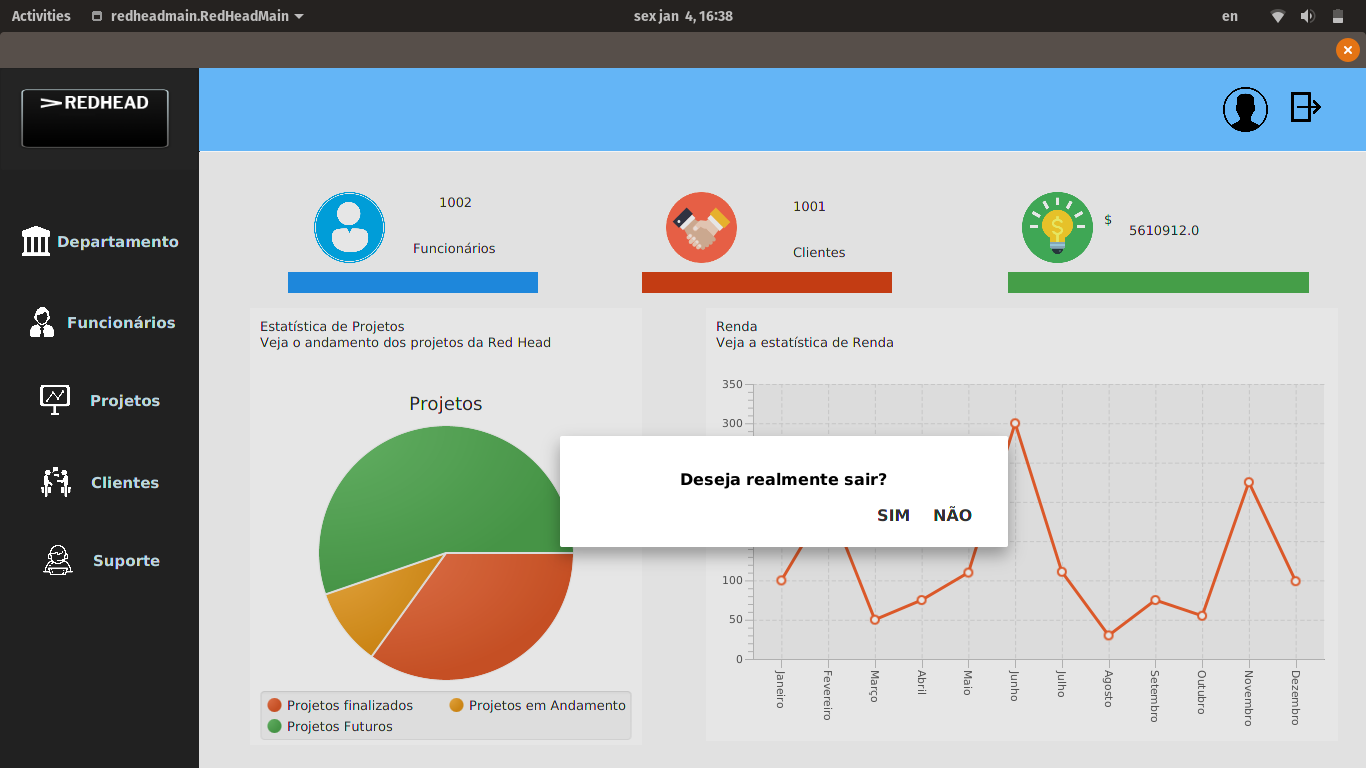 Activities redheadmain.RedHeadMain sex jan 4, 16:38 en
REDHEAD
Departamento
Funcionários
Projetos
Clientes
Suporte
1002
Funcionários
1001
Clientes
$
5610912.0
Estatística de Projetos
Veja o andamento dos projetos da Red Head
Projetos
Projetos finalizados
Projetos em Andamento
Projetos Futuros
Renda
Veja a estatística de Renda
350
300
100
50
0
Janeiro
Fevereiro
Março
Abril
Maio
Junho
Julho
Agosto
Setembro
Outubro
Novembro
Dezembro
Deseja realmente sair?
SIM NÃO